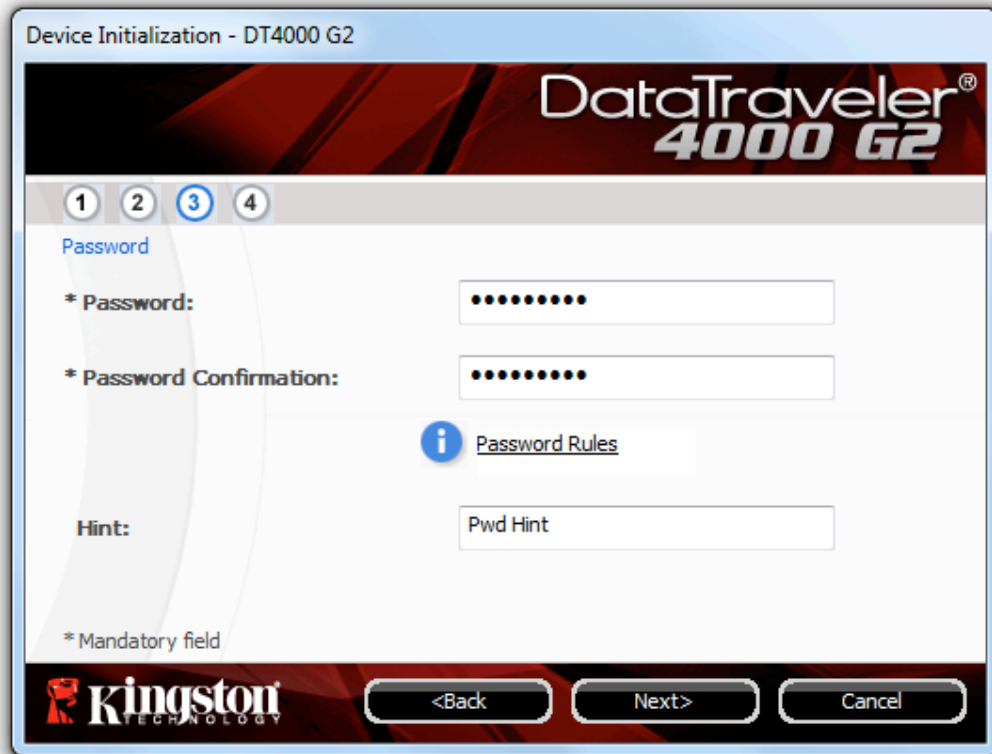 Device Initialization - DT4000 G2
DataTraveler®
4000 G2
1 2 3 4
Password
* Password: •••••••••
* Password Confirmation: •••••••••
i Password Rules
Hint: Pwd Hint
* Mandatory field
Kingston <Back Next> Cancel
TECHNOLOGY